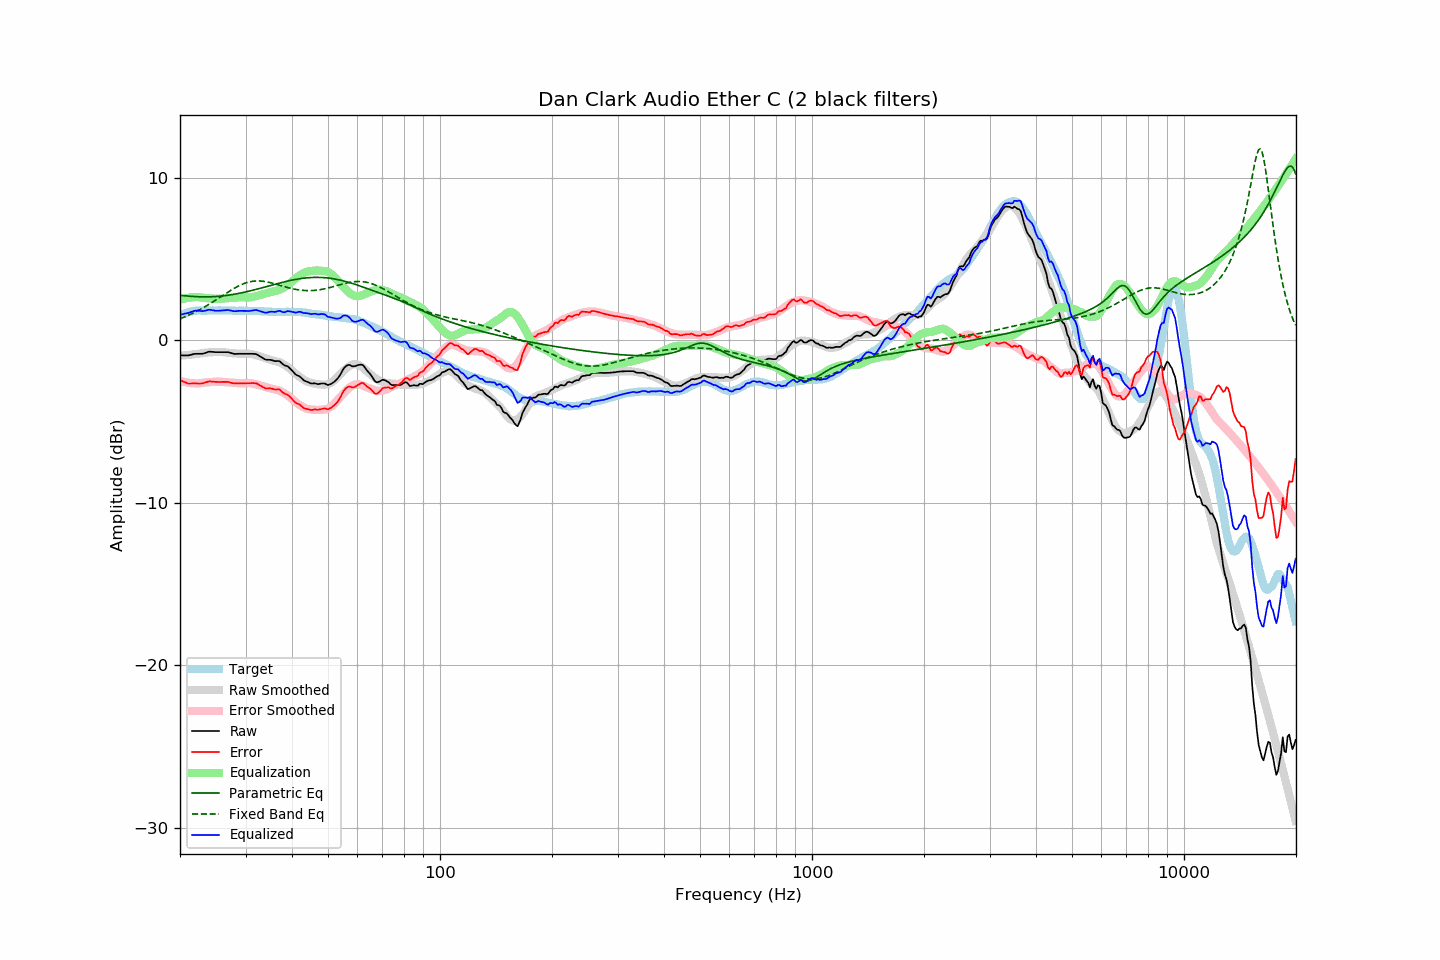 Dan Clark Audio Ether C (2 black filters)
10
0
−10
−20
−30
Amplitude (dBr)
Target
Raw Smoothed
Error Smoothed
Raw
Error
Equalization
Parametric Eq
Fixed Band Eq
Equalized
100
1000
10000
Frequency (Hz)